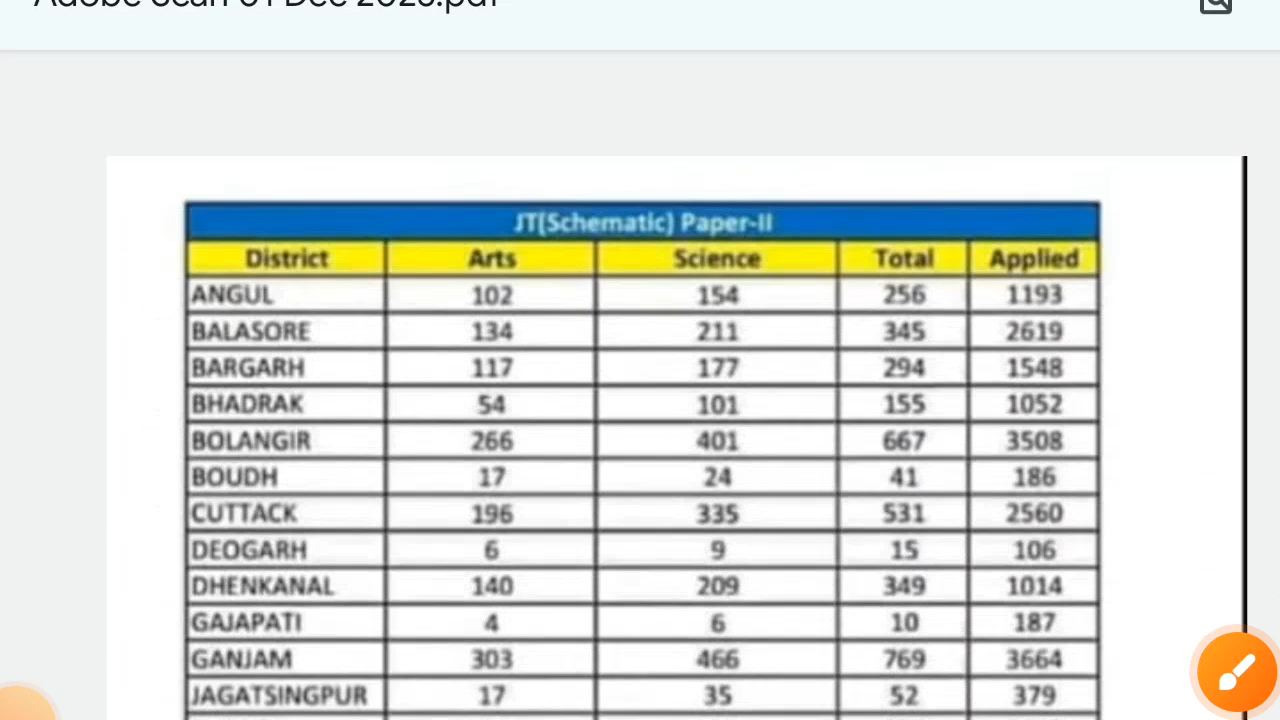 Adobe Scan 01 Dec 2023.pdf
JT(Schematic) Paper-II
District Arts Science Total Applied
ANGUL 102 154 256 1193
BALASORE 134 211 345 2619
BARGARH 117 177 294 1548
BHADRAK 54 101 155 1052
BOLANGIR 266 401 667 3508
BOUDH 17 24 41 186
CUTTACK 196 335 531 2560
DEOGARH 6 9 15 106
DHENKANAL 140 209 349 1014
GAJAPATI 4 6 10 187
GANJAM 303 466 769 3664
JAGATSINGPUR 17 35 52 379